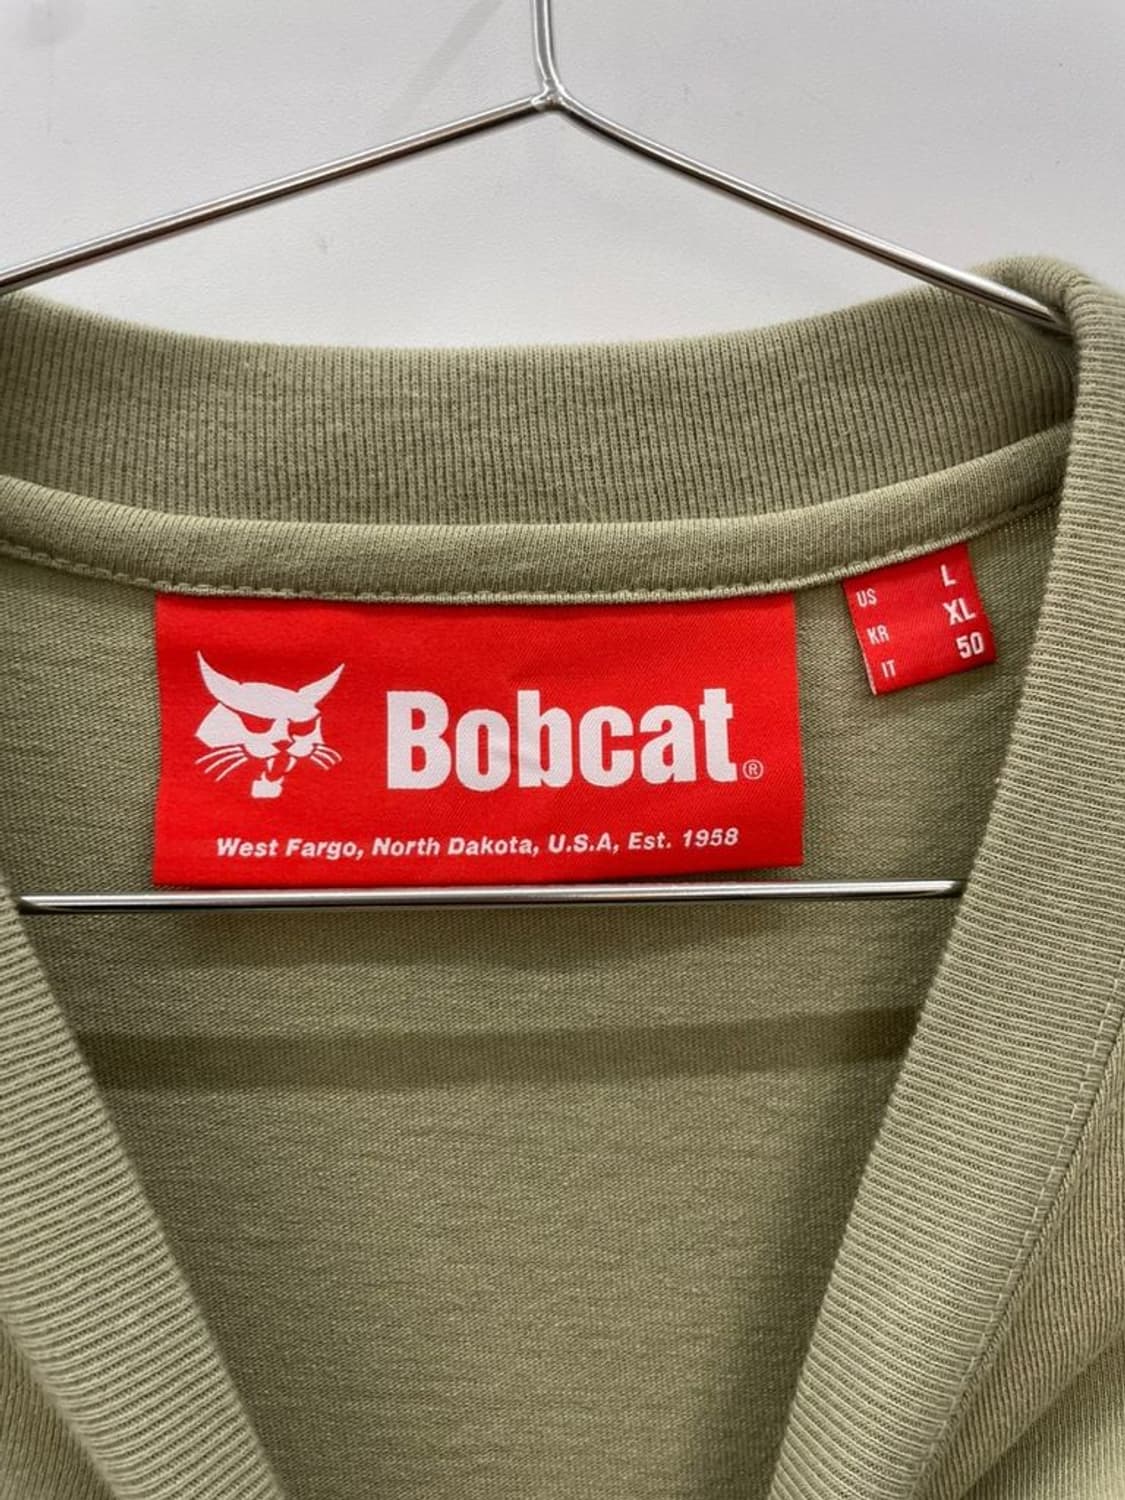 Bobcat®
West Fargo, North Dakota, U.S.A, Est. 1958
US L
KR XL
IT 50